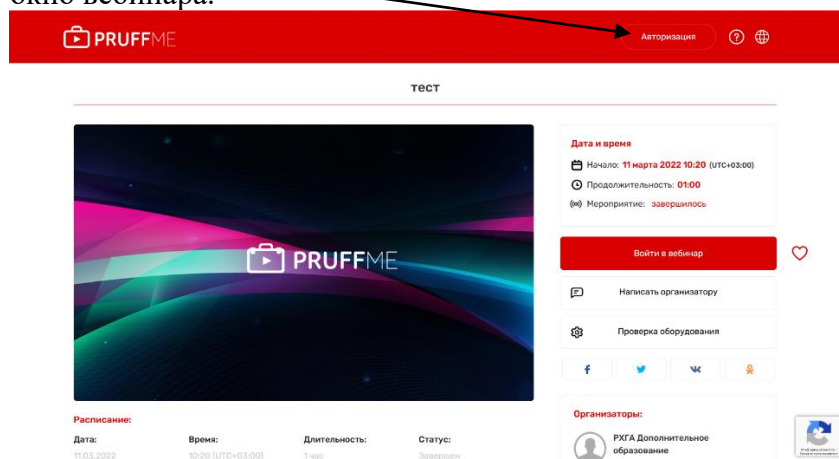 окно вебинара.
PRUFFME
Авторизация
тест
PRUFFME
Дата и время
Начало: 11 марта 2022 10:20 (UTC+03:00)
Продолжительность: 01:00
Мероприятие: завершилось
Войти в вебинар
Написать организатору
Проверка оборудования
Расписание:
Дата: Время: Длительность: Статус:
11.03.2022 10:20 (UTC+03:00) 1 час Завершен
Организаторы:
РХГА Дополнительное
образование